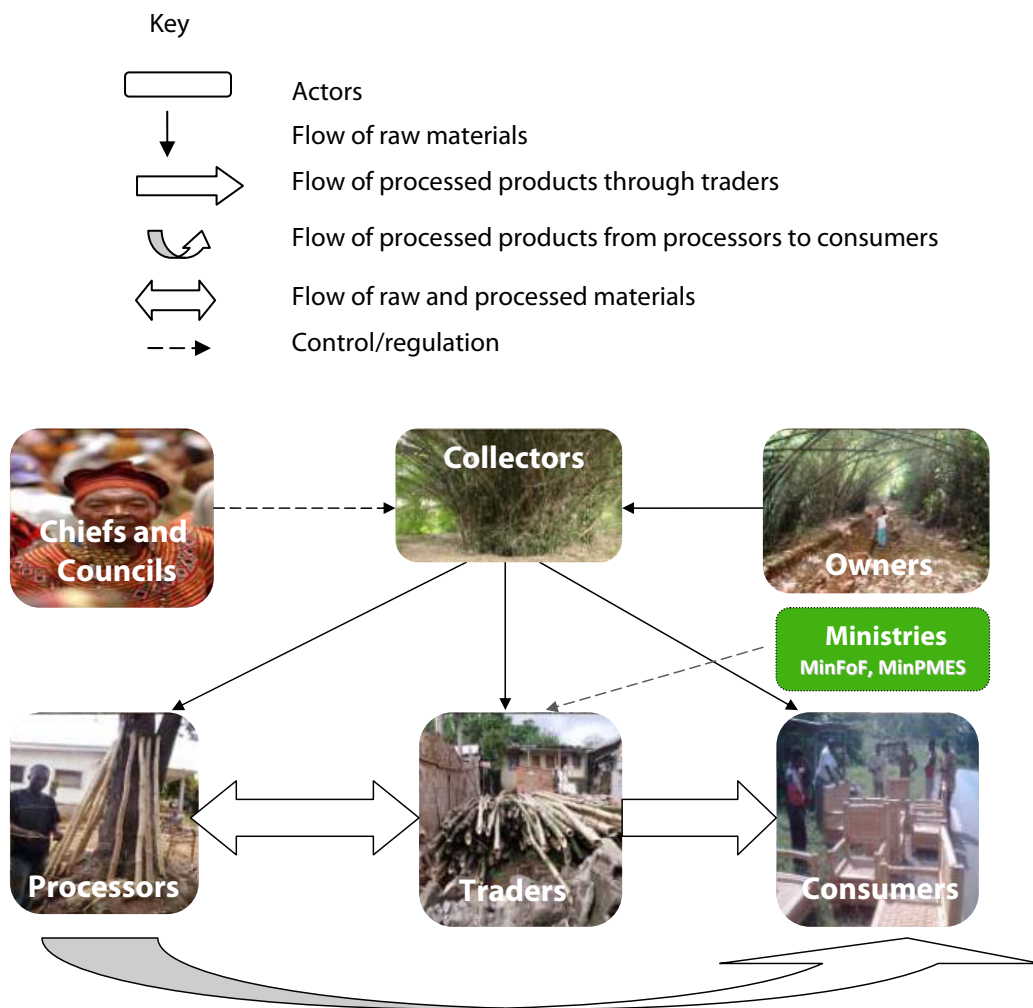 Key
Actors
Flow of raw materials
Flow of processed products through traders
Flow of processed products from processors to consumers
Flow of raw and processed materials
Control/regulation
Chiefs and
Councils
Collectors
Owners
Ministries
MinFoF, MinPMES
Processors
Traders
Consumers